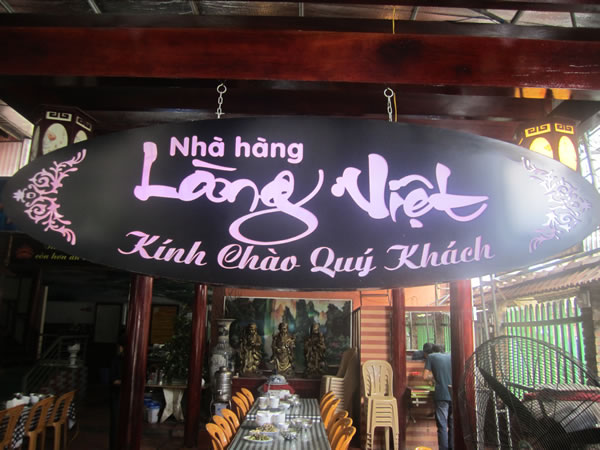 Nhà hàng
Làng Việt
Kính Chào Quý Khách